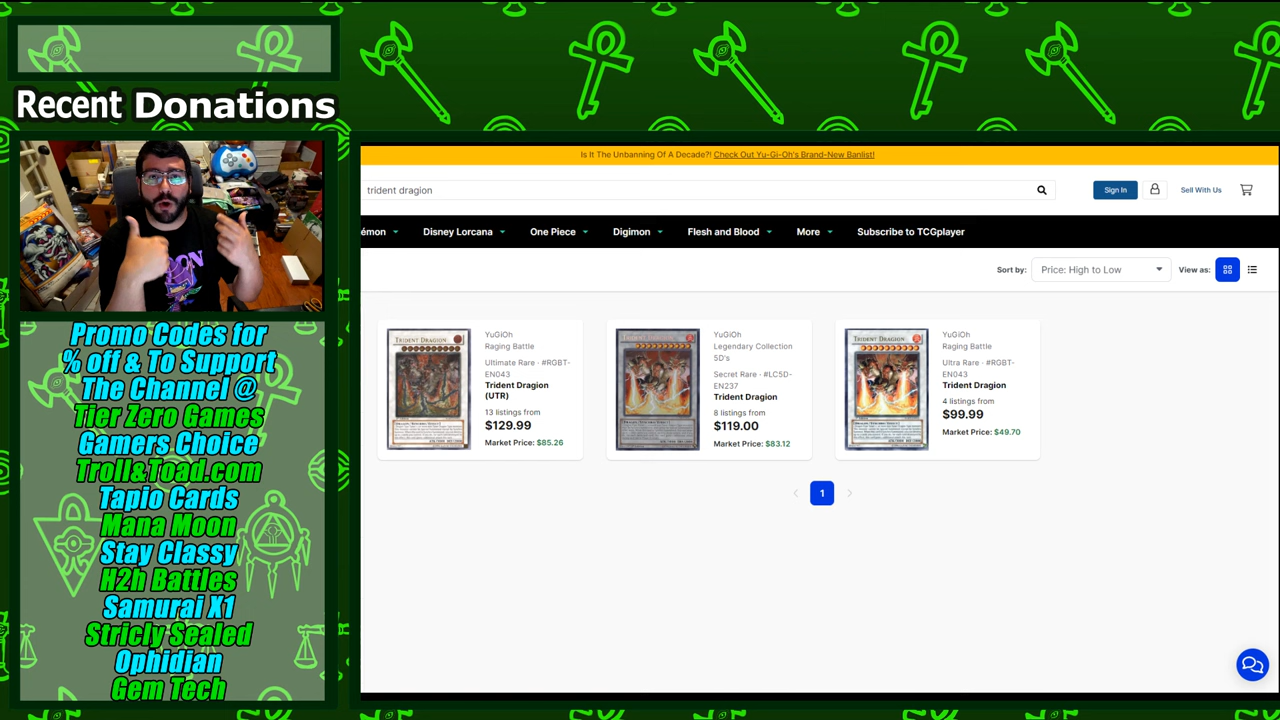 Recent Donations
Promo Codes for
% off & To Support
The Channel @
Tier Zero Games
Gamers Choice
Troll&Toad.com
Tapio Cards
Mana Moon
Stay Classy
H2h Battles
Samurai X1
Stricly Sealed
Ophidian
Gem Tech
Is It The Unbanning Of A Decade?! Check Out Yu-Gi-Oh's Brand-New Banlist!
trident dragion
Sign In
Sell With Us
émon
Disney Lorcana
One Piece
Digimon
Flesh and Blood
More
Subscribe to TCGplayer
Sort by:
Price: High to Low
View as:
TRIDENT DRAGION
YuGiOh
Raging Battle
Ultimate Rare · #RGBT-
EN043
Trident Dragion
(UTR)
13 listings from
$129.99
Market Price: $85.26
TRIDENT DRAGION
YuGiOh
Legendary Collection
5D's
Secret Rare · #LC5D-
EN237
Trident Dragion
8 listings from
$119.00
Market Price: $83.12
TRIDENT DRAGION
YuGiOh
Raging Battle
Ultra Rare · #RGBT-
EN043
Trident Dragion
4 listings from
$99.99
Market Price: $49.70
1